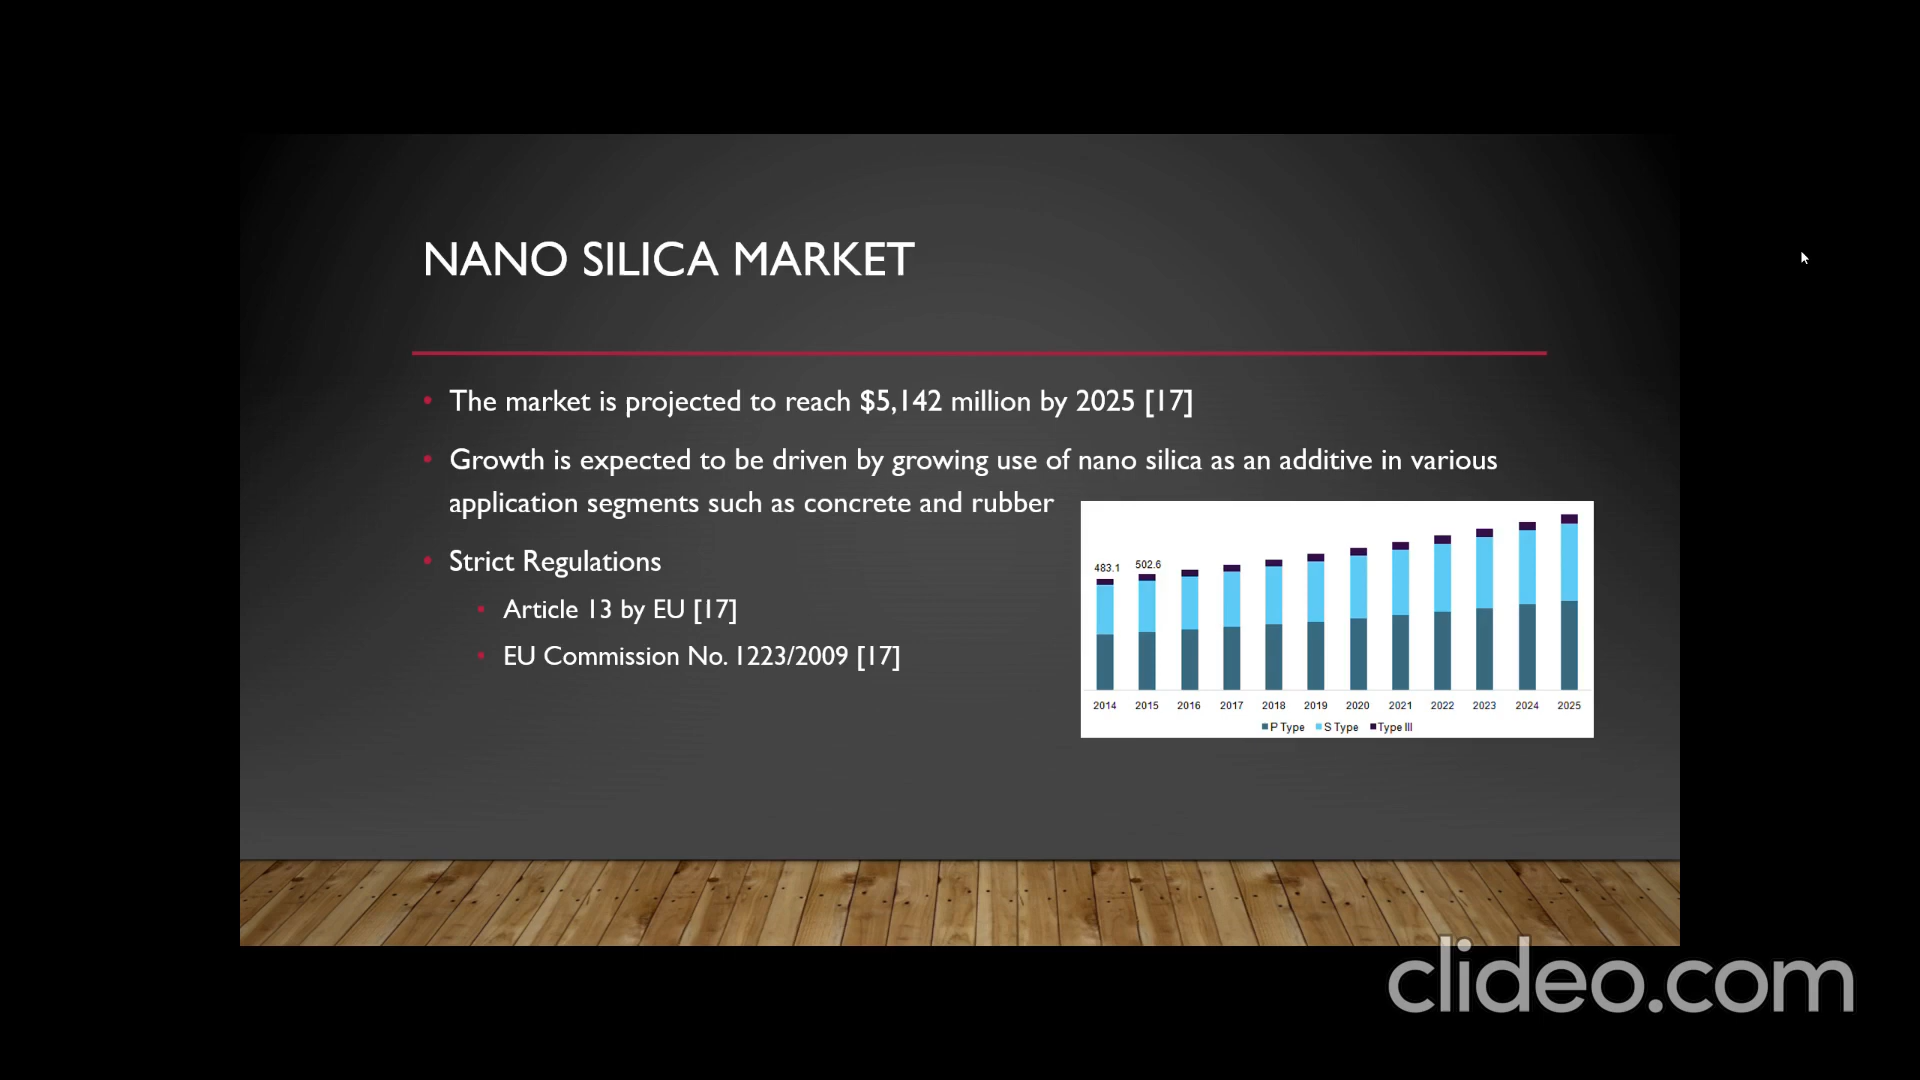 NANO SILICA MARKET
• The market is projected to reach $5,142 million by 2025 [17]
• Growth is expected to be driven by growing use of nano silica as an additive in various
application segments such as concrete and rubber
• Strict Regulations
• Article 13 by EU [17]
• EU Commission No. 1223/2009 [17]
483.1 502.6
2014 2015 2016 2017 2018 2019 2020 2021 2022 2023 2024 2025
P Type S Type Type III
clideo.com